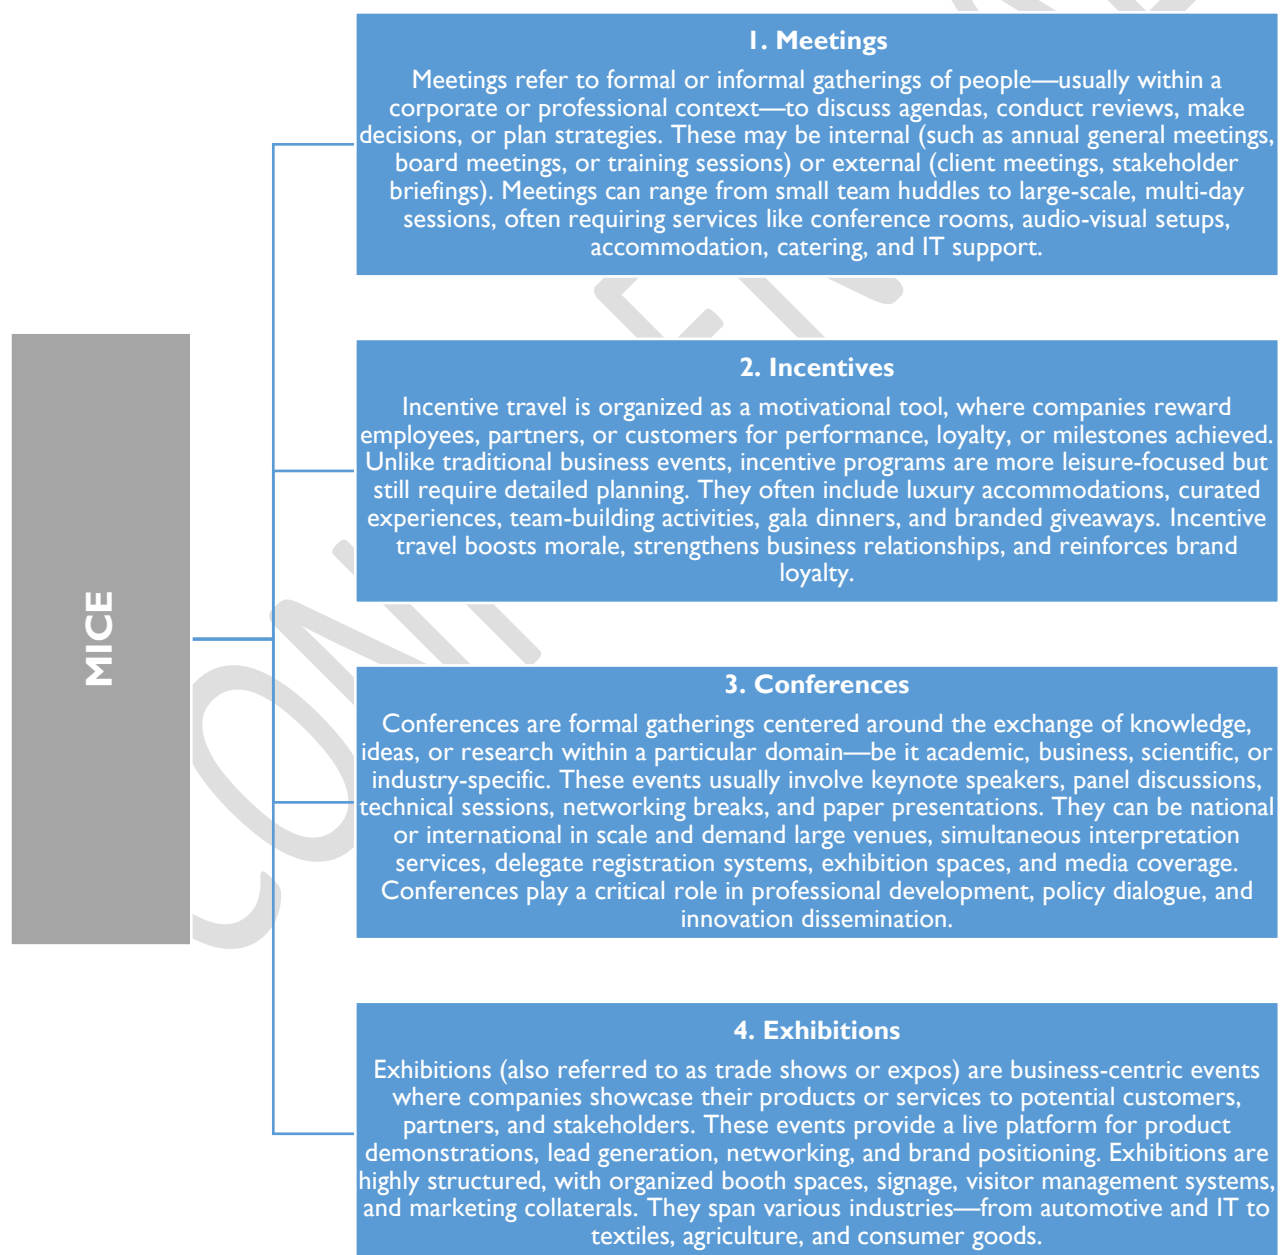 MICE
1. Meetings
Meetings refer to formal or informal gatherings of people—usually within a
corporate or professional context—to discuss agendas, conduct reviews, make
decisions, or plan strategies. These may be internal (such as annual general meetings,
board meetings, or training sessions) or external (client meetings, stakeholder
briefings). Meetings can range from small team huddles to large-scale, multi-day
sessions, often requiring services like conference rooms, audio-visual setups,
accommodation, catering, and IT support.
2. Incentives
Incentive travel is organized as a motivational tool, where companies reward
employees, partners, or customers for performance, loyalty, or milestones achieved.
Unlike traditional business events, incentive programs are more leisure-focused but
still require detailed planning. They often include luxury accommodations, curated
experiences, team-building activities, gala dinners, and branded giveaways. Incentive
travel boosts morale, strengthens business relationships, and reinforces brand
loyalty.
3. Conferences
Conferences are formal gatherings centered around the exchange of knowledge,
ideas, or research within a particular domain—be it academic, business, scientific, or
industry-specific. These events usually involve keynote speakers, panel discussions,
technical sessions, networking breaks, and paper presentations. They can be national
or international in scale and demand large venues, simultaneous interpretation
services, delegate registration systems, exhibition spaces, and media coverage.
Conferences play a critical role in professional development, policy dialogue, and
innovation dissemination.
4. Exhibitions
Exhibitions (also referred to as trade shows or expos) are business-centric events
where companies showcase their products or services to potential customers,
partners, and stakeholders. These events provide a live platform for product
demonstrations, lead generation, networking, and brand positioning. Exhibitions are
highly structured, with organized booth spaces, signage, visitor management systems,
and marketing collaterals. They span various industries—from automotive and IT to
textiles, agriculture, and consumer goods.